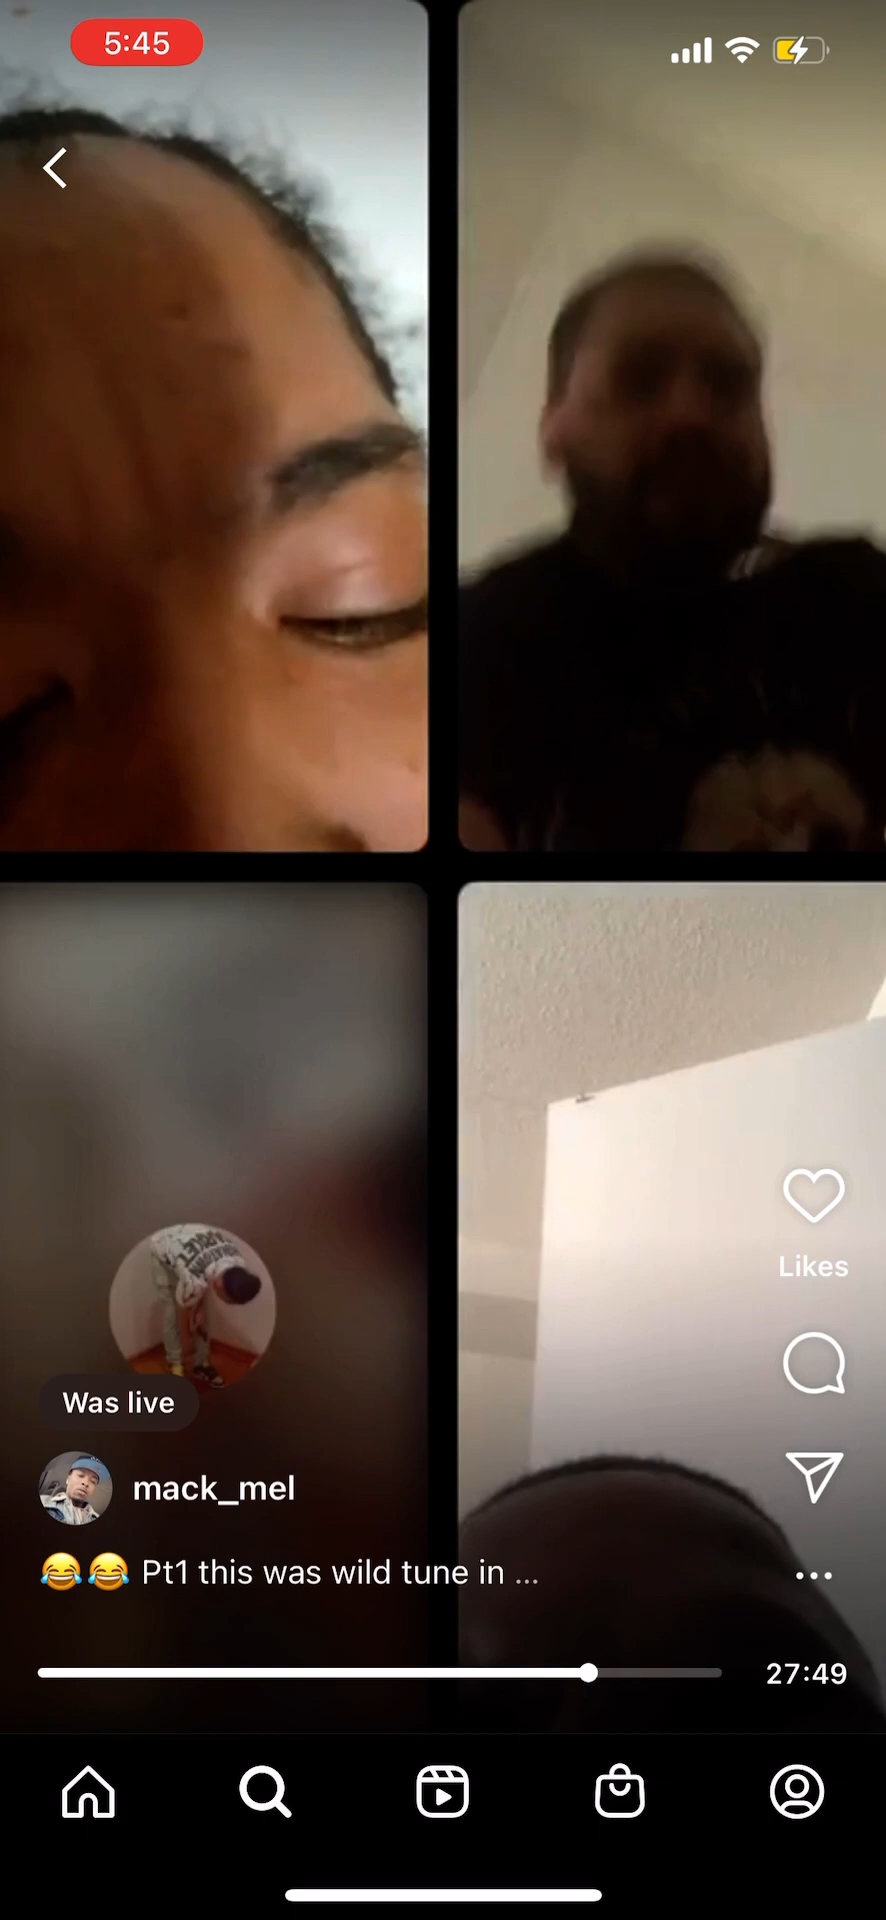 5:45
Likes
Was live
mack_mel
😂😂 Pt1 this was wild tune in ...
27:49